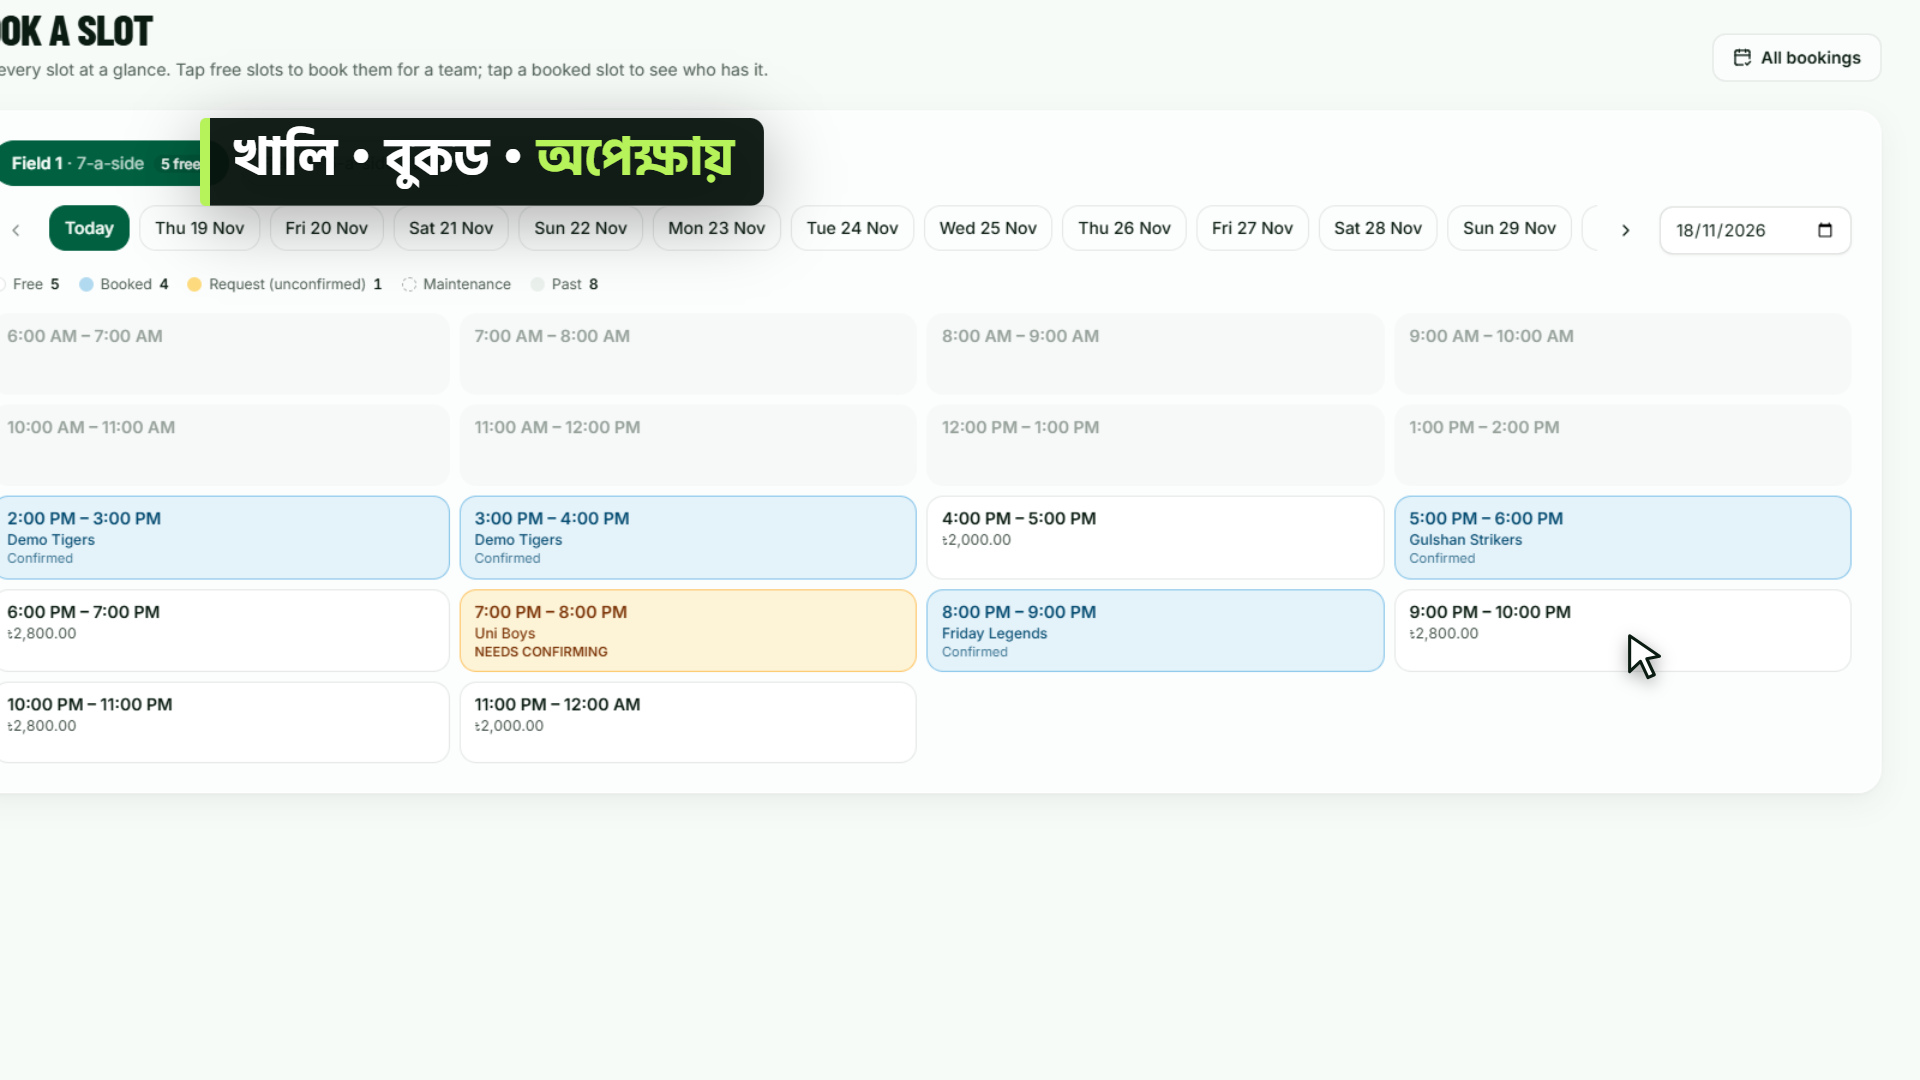 OOK A SLOT
every slot at a glance. Tap free slots to book them for a team; tap a booked slot to see who has it.
All bookings
Field 1 · 7-a-side 5 free
খালি • বুকড • অপেক্ষায়
Today
Thu 19 Nov
Fri 20 Nov
Sat 21 Nov
Sun 22 Nov
Mon 23 Nov
Tue 24 Nov
Wed 25 Nov
Thu 26 Nov
Fri 27 Nov
Sat 28 Nov
Sun 29 Nov
18/11/2026
Free 5
Booked 4
Request (unconfirmed) 1
Maintenance
Past 8
6:00 AM – 7:00 AM
7:00 AM – 8:00 AM
8:00 AM – 9:00 AM
9:00 AM – 10:00 AM
10:00 AM – 11:00 AM
11:00 AM – 12:00 PM
12:00 PM – 1:00 PM
1:00 PM – 2:00 PM
2:00 PM – 3:00 PM
Demo Tigers
Confirmed
3:00 PM – 4:00 PM
Demo Tigers
Confirmed
4:00 PM – 5:00 PM
৳2,000.00
5:00 PM – 6:00 PM
Gulshan Strikers
Confirmed
6:00 PM – 7:00 PM
৳2,800.00
7:00 PM – 8:00 PM
Uni Boys
NEEDS CONFIRMING
8:00 PM – 9:00 PM
Friday Legends
Confirmed
9:00 PM – 10:00 PM
৳2,800.00
10:00 PM – 11:00 PM
৳2,800.00
11:00 PM – 12:00 AM
৳2,000.00